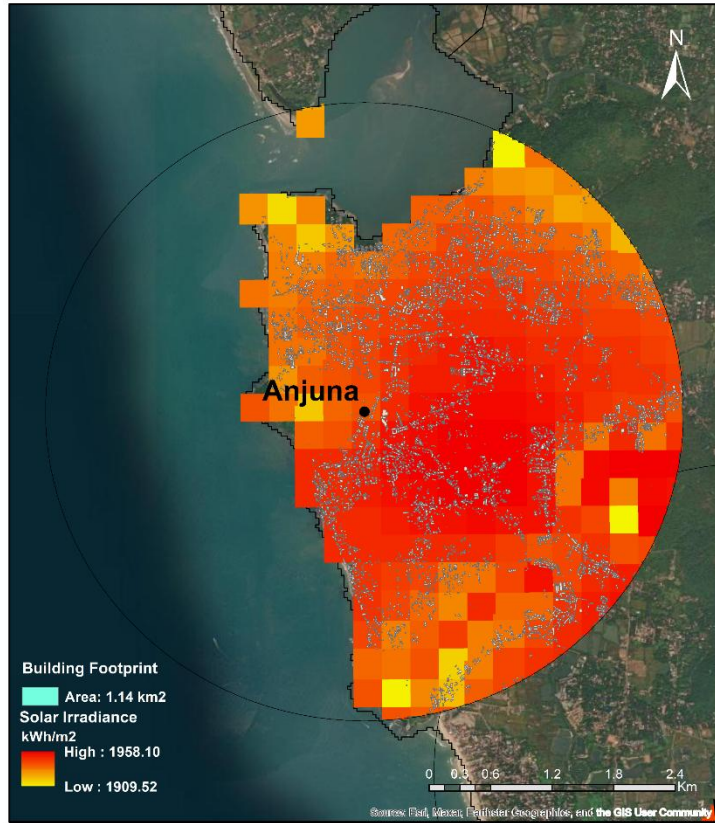 N
Anjuna
Building Footprint
Area: 1.14 km2
Solar Irradiance
kWh/m2
High : 1958.10
Low : 1909.52
0 0.3 0.6 1.2 1.8 2.4
Km
Source: Esri, Maxar, Earthstar Geographics, and the GIS User Community